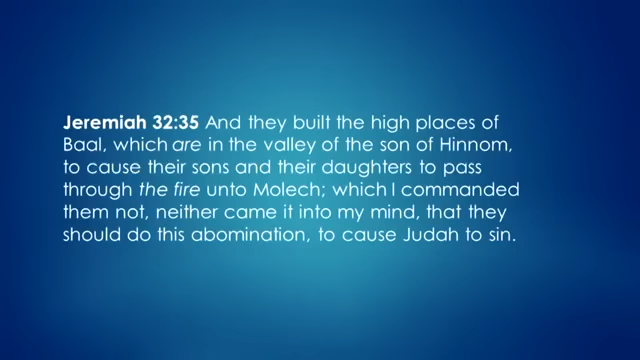 Jeremiah 32:35 And they built the high places of
Baal, which are in the valley of the son of Hinnom,
to cause their sons and their daughters to pass
through the fire unto Molech; which I commanded
them not, neither came it into my mind, that they
should do this abomination, to cause Judah to sin.